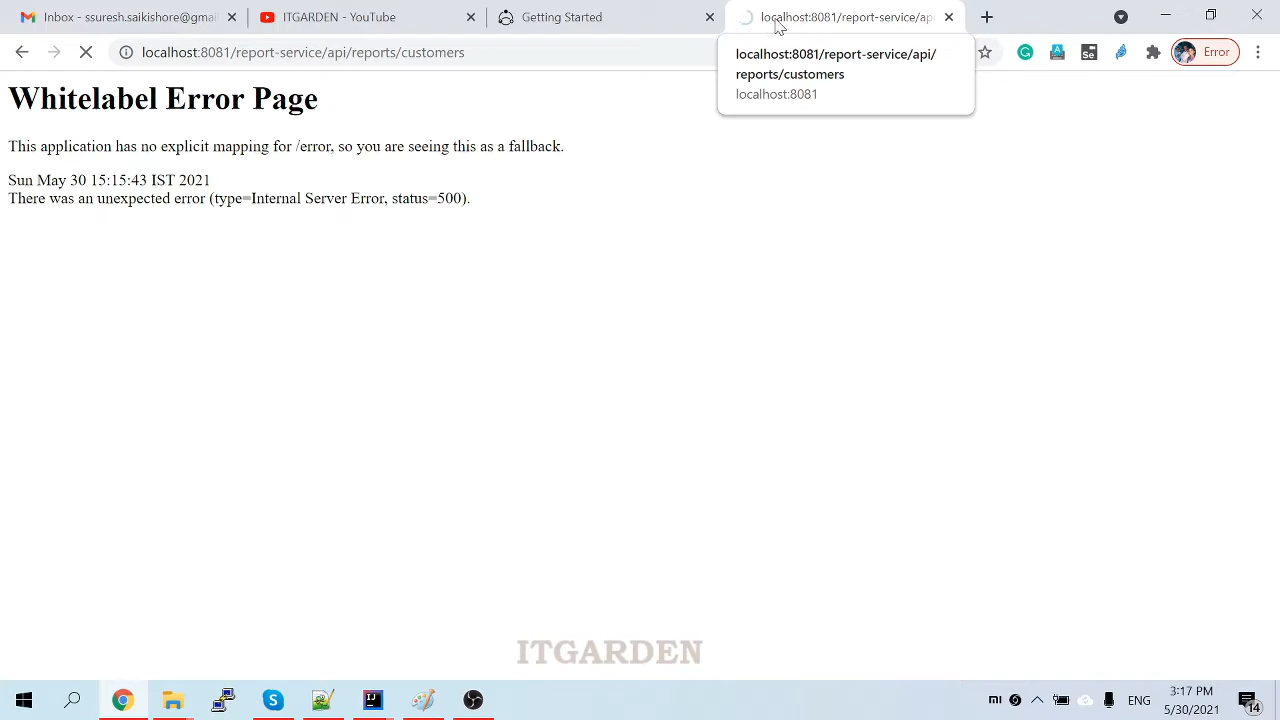 Inbox - ssuresh.saikishore@gmail
ITGARDEN - YouTube
Getting Started
localhost:8081/report-service/api
localhost:8081/report-service/api/reports/customers
Error
localhost:8081/report-service/api/
reports/customers
localhost:8081
Whitelabel Error Page
This application has no explicit mapping for /error, so you are seeing this as a fallback.
Sun May 30 15:15:43 IST 2021
There was an unexpected error (type=Internal Server Error, status=500).
ITGARDEN
ENG
3:17 PM
5/30/2021
14